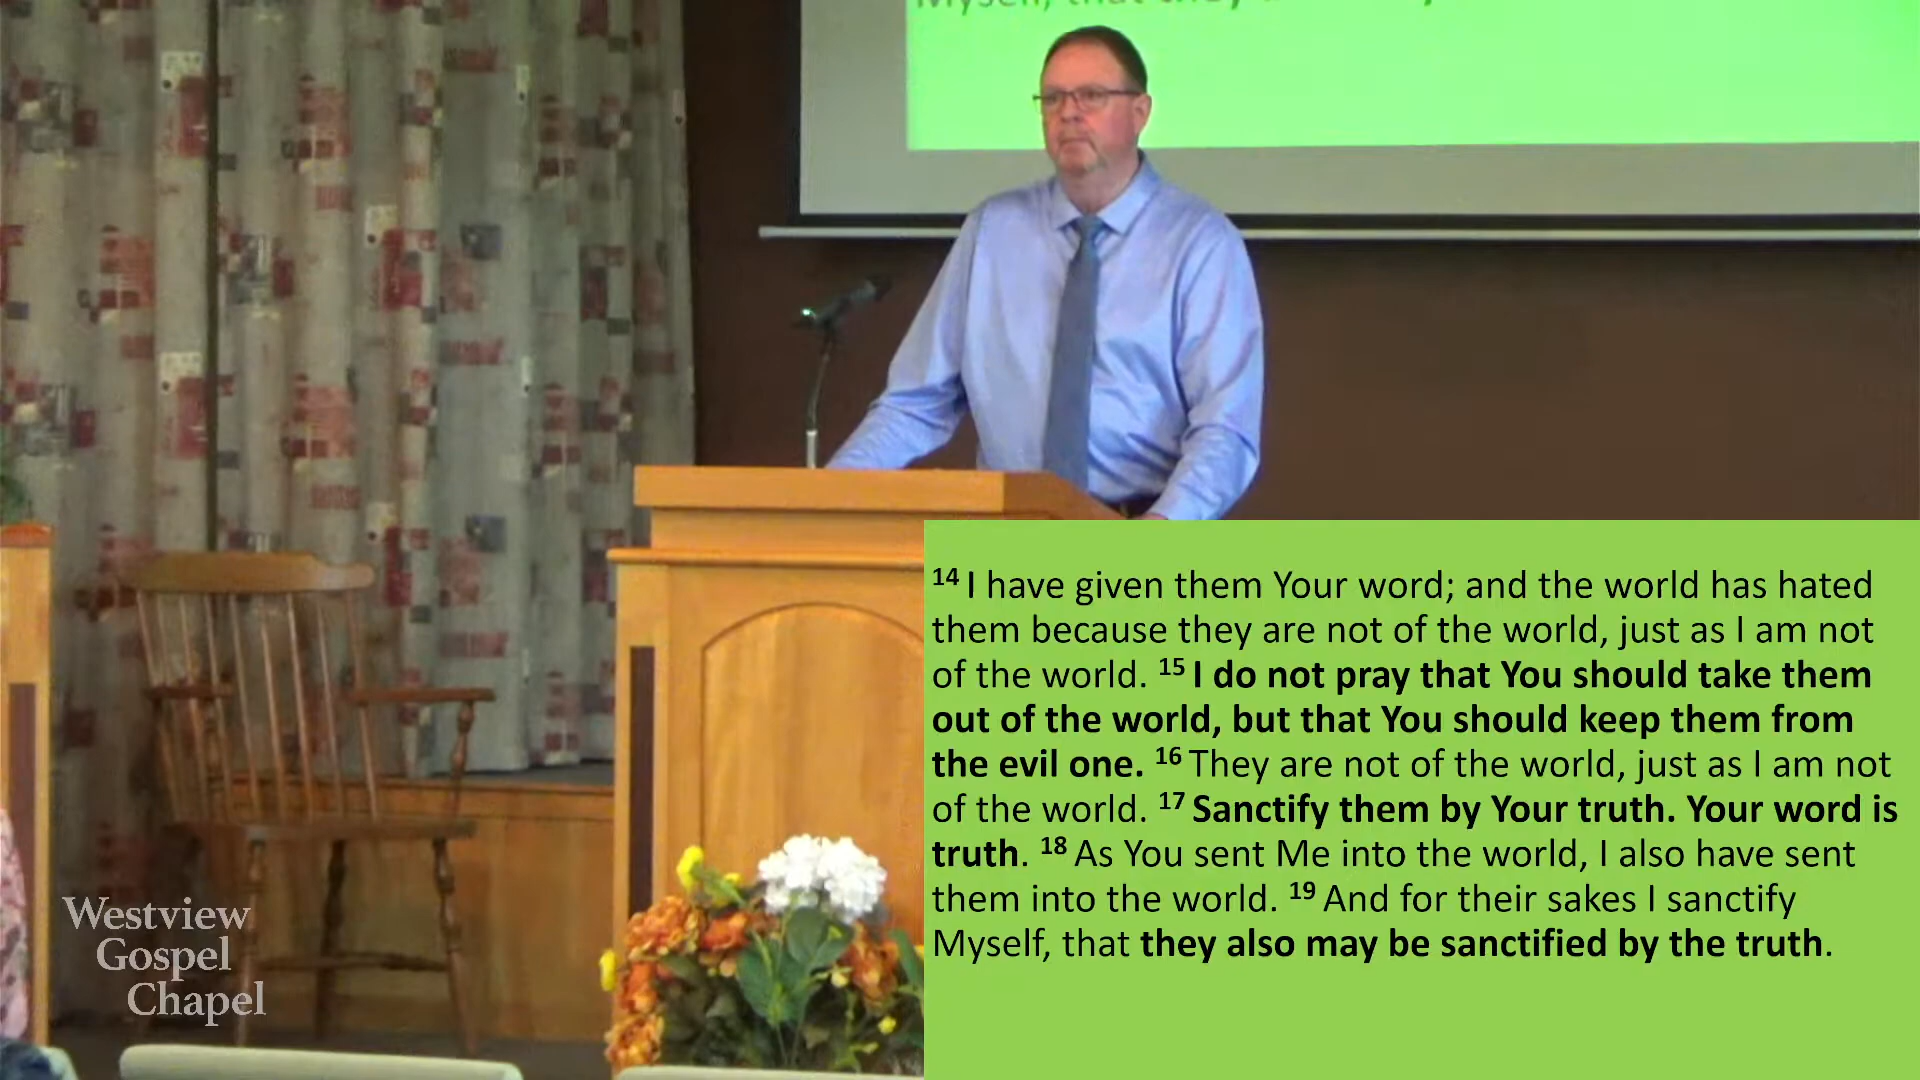 Myself, that they
14 I have given them Your word; and the world has hated
them because they are not of the world, just as I am not
of the world. 15 I do not pray that You should take them
out of the world, but that You should keep them from
the evil one. 16 They are not of the world, just as I am not
of the world. 17 Sanctify them by Your truth. Your word is
truth. 18 As You sent Me into the world, I also have sent
them into the world. 19 And for their sakes I sanctify
Myself, that they also may be sanctified by the truth.
Westview
Gospel
Chapel